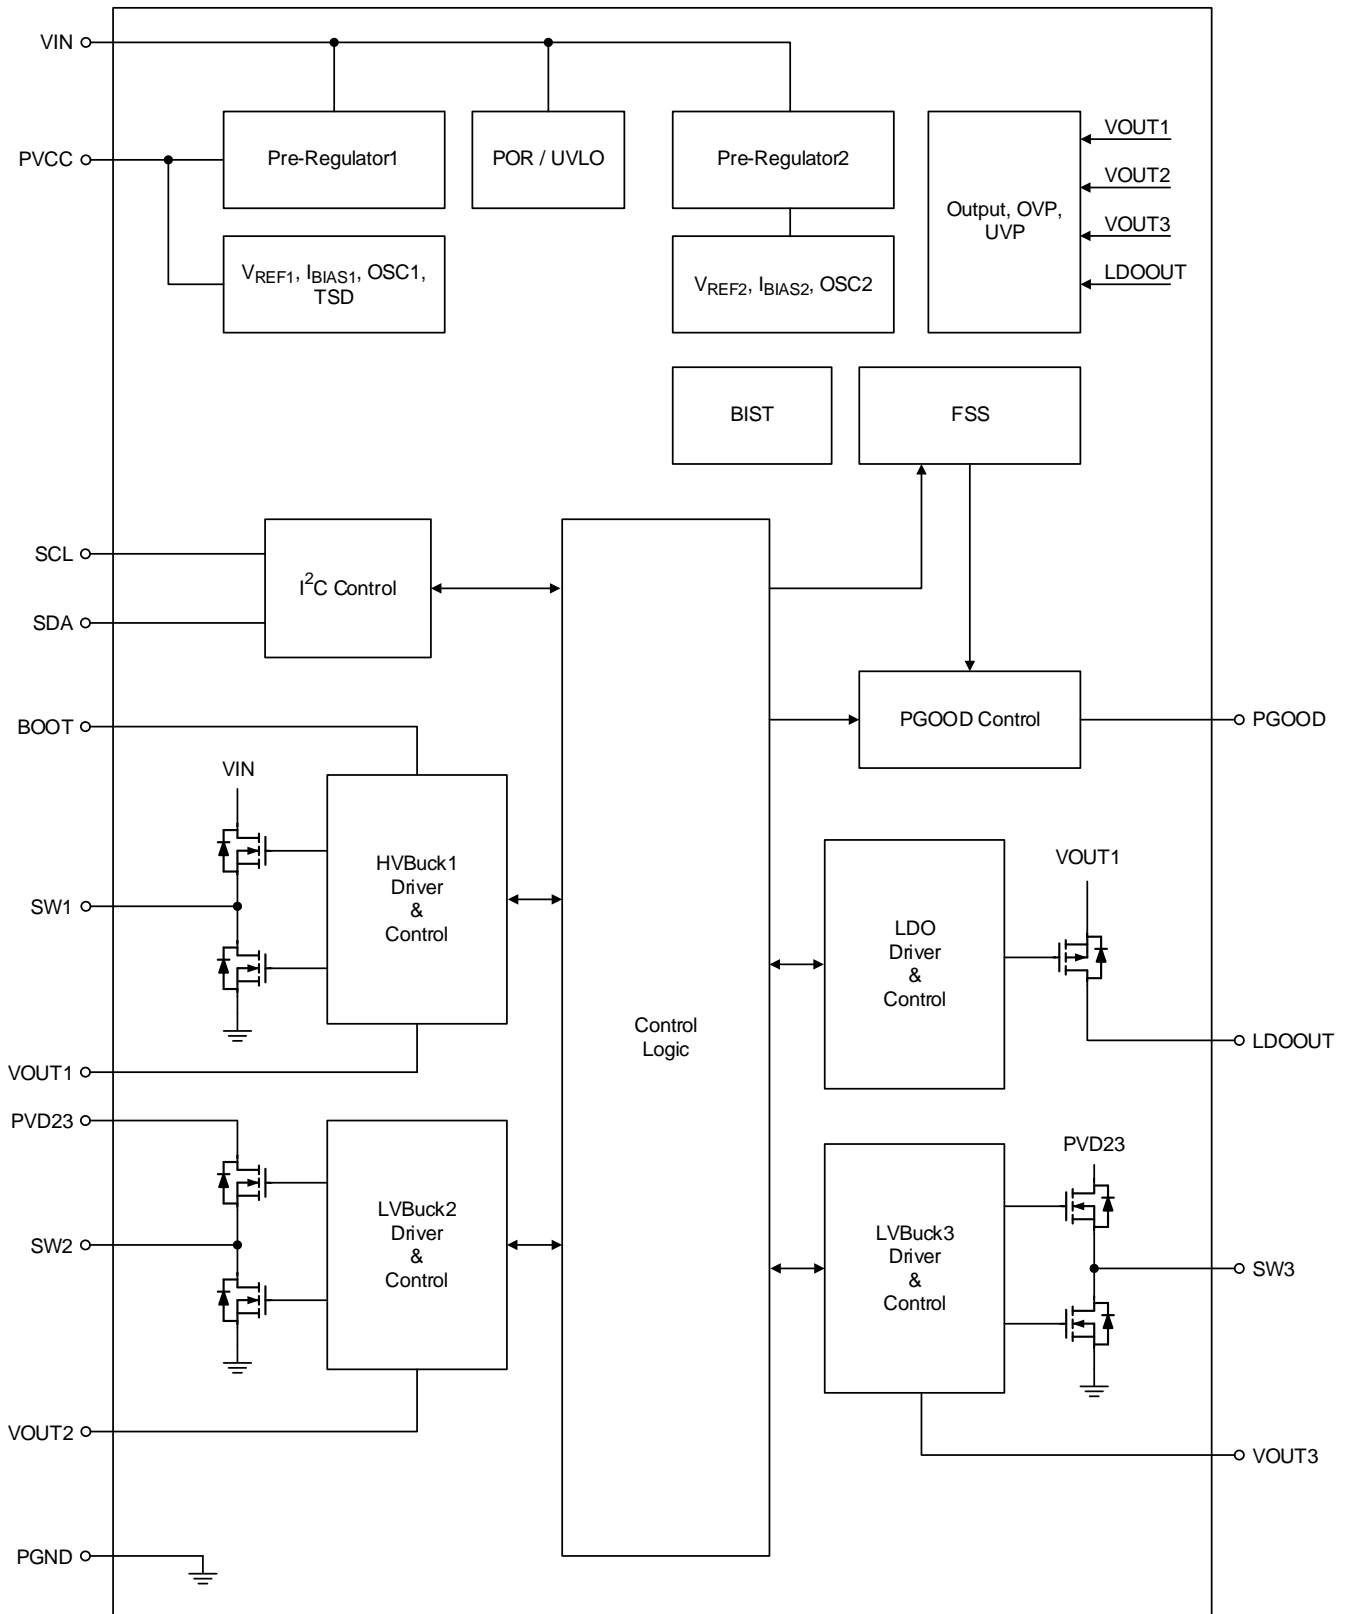 VIN
PVCC
Pre-Regulator1
POR / UVLO
Pre-Regulator2
Output, OVP,
UVP
VOUT1
VOUT2
VOUT3
LDOOUT
VREF1, IBIAS1, OSC1,
TSD
VREF2, IBIAS2, OSC2
BIST
FSS
SCL
SDA
I2C Control
BOOT
PGOOD Control
PGOOD
VIN
HVBuck1
Driver
&
Control
SW1
VOUT1
LDO
Driver
&
Control
VOUT1
LDOOUT
Control
Logic
PVD23
LVBuck2
Driver
&
Control
SW2
VOUT2
LVBuck3
Driver
&
Control
PVD23
SW3
VOUT3
PGND